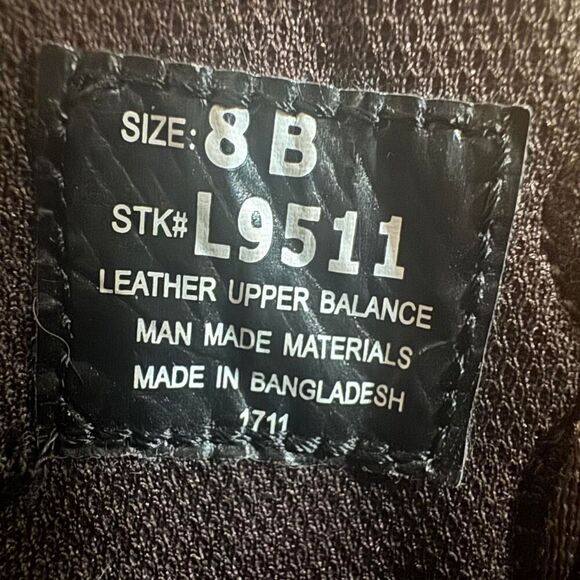 SIZE: 8 B
STK# L9511
LEATHER UPPER BALANCE
MAN MADE MATERIALS
MADE IN BANGLADESH
1711